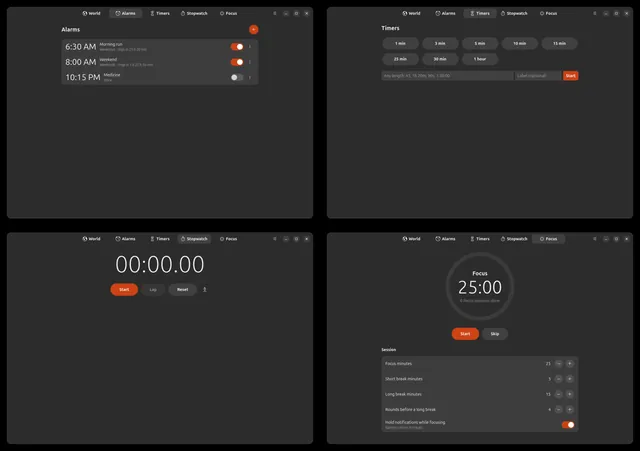 World Alarms Timers Stopwatch Focus
Alarms
6:30 AM Morning run
8:00 AM Weekend
10:15 PM Medicine
World Alarms Timers Stopwatch Focus
Timers
1 min 3 min 5 min 10 min 15 min
25 min 30 min 1 hour
Label (optional) Start
World Alarms Timers Stopwatch Focus
00:00.00
Start Lap Reset
World Alarms Timers Stopwatch Focus
Focus
25:00
Start Skip
Session
Focus minutes 25
Short break minutes 5
Long break minutes 15
Rounds before a long break 4
Hold notifications while focusing